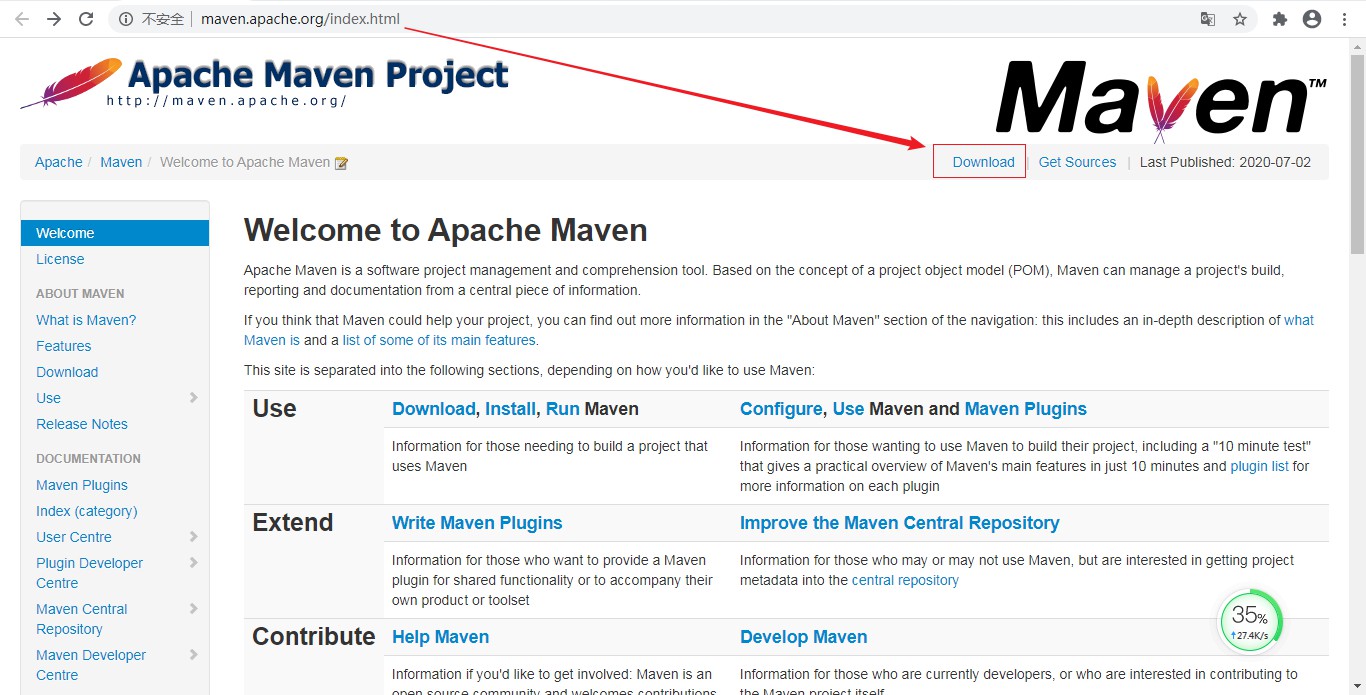 不安全 | maven.apache.org/index.html
Apache Maven Project
http://maven.apache.org/
Maven™
Apache / Maven / Welcome to Apache Maven
Download | Get Sources | Last Published: 2020-07-02
Welcome
License
ABOUT MAVEN
What is Maven?
Features
Download
Use
Release Notes
DOCUMENTATION
Maven Plugins
Index (category)
User Centre
Plugin Developer
Centre
Maven Central
Repository
Maven Developer
Centre
Welcome to Apache Maven
Apache Maven is a software project management and comprehension tool. Based on the concept of a project object model (POM), Maven can manage a project's build,
reporting and documentation from a central piece of information.
If you think that Maven could help your project, you can find out more information in the "About Maven" section of the navigation: this includes an in-depth description of what
Maven is and a list of some of its main features.
This site is separated into the following sections, depending on how you'd like to use Maven:
Use
Download, Install, Run Maven
Information for those needing to build a project that
uses Maven
Configure, Use Maven and Maven Plugins
Information for those wanting to use Maven to build their project, including a "10 minute test"
that gives a practical overview of Maven's main features in just 10 minutes and plugin list for
more information on each plugin
Extend
Write Maven Plugins
Information for those who want to provide a Maven
plugin for shared functionality or to accompany their
own product or toolset
Improve the Maven Central Repository
Information for those who may or may not use Maven, but are interested in getting project
metadata into the central repository
Contribute
Help Maven
Information if you'd like to get involved: Maven is an
open source community and welcomes contributions
Develop Maven
Information for those who are currently developers, or who are interested in contributing to
the Maven project itself
35%
↑27.4K/s